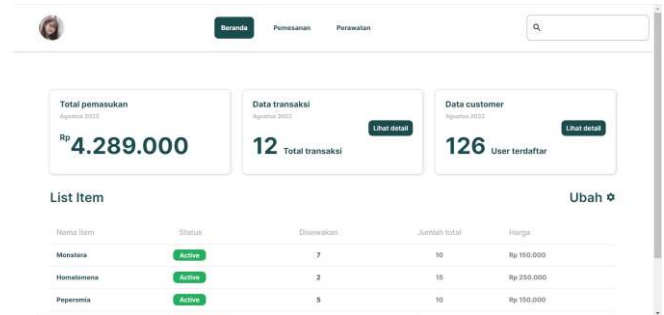 Beranda Pemesanan Perawatan
Total pemasukan
Agustus 2022
Rp 4.289.000
Data transaksi
Agustus 2022
Lihat detail
12 Total transaksi
Data customer
Agustus 2022
Lihat detail
126 User terdaftar
List Item Ubah
Nama item Status Disewakan Jumlah total Harga
Monstera Active 7 10 Rp 150.000
Homalomena Active 2 15 Rp 250.000
Peperomia Active 5 10 Rp 150.000